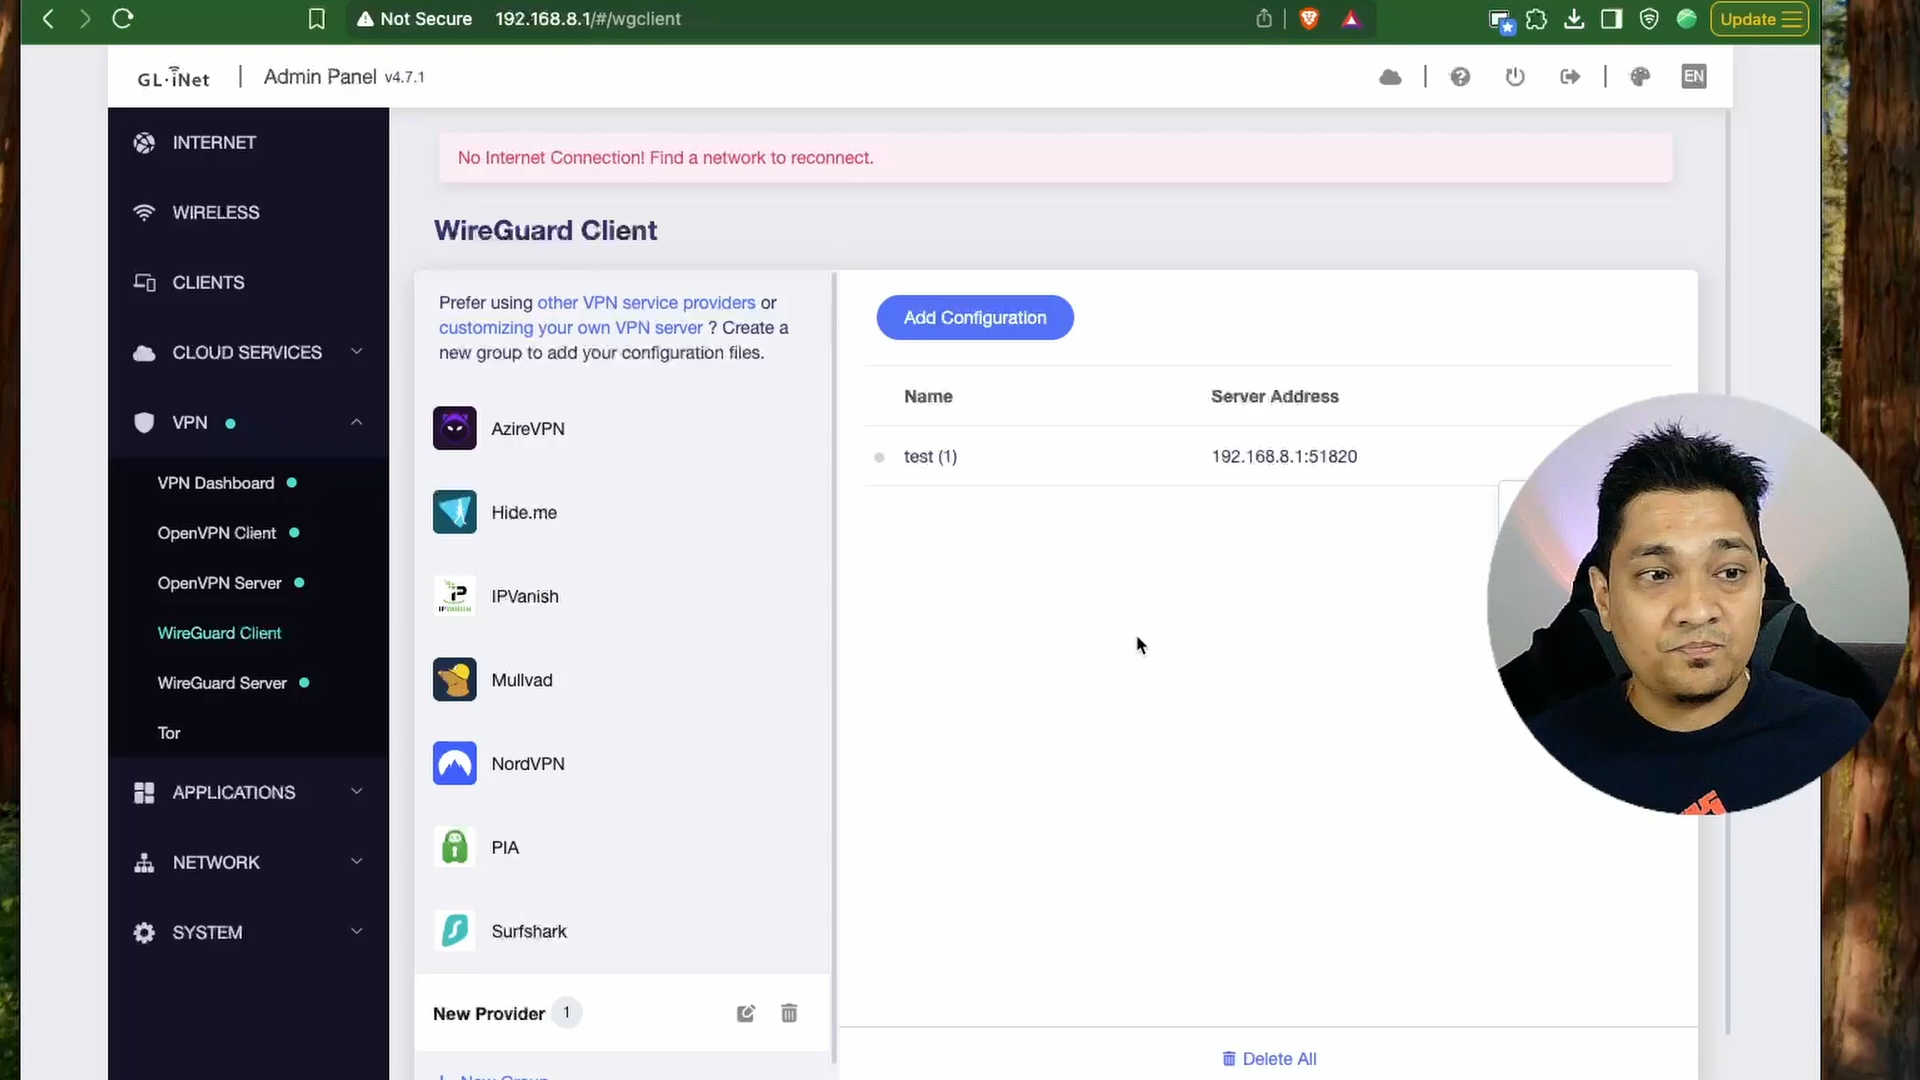 Not Secure 192.168.8.1/#/wgclient
Update
GL·iNet | Admin Panel v4.7.1
EN
INTERNET
WIRELESS
CLIENTS
CLOUD SERVICES
VPN
VPN Dashboard
OpenVPN Client
OpenVPN Server
WireGuard Client
WireGuard Server
Tor
APPLICATIONS
NETWORK
SYSTEM
No Internet Connection! Find a network to reconnect.
WireGuard Client
Prefer using other VPN service providers or
customizing your own VPN server ? Create a
new group to add your configuration files.
AzireVPN
Hide.me
IPVanish
Mullvad
NordVPN
PIA
Surfshark
New Provider 1
New Group
Add Configuration
Name Server Address
test (1) 192.168.8.1:51820
Delete All